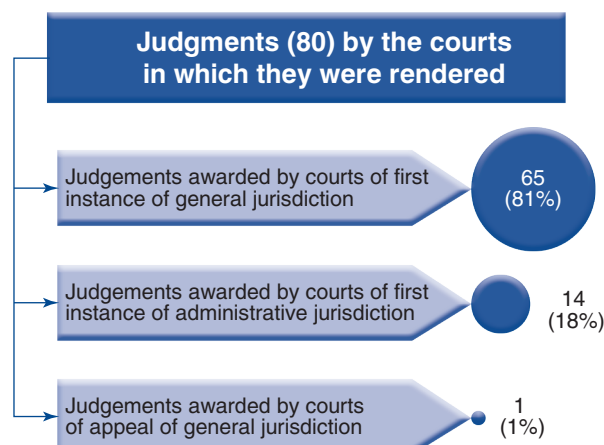 Judgments (80) by the courts
in which they were rendered
Judgements awarded by courts of first
instance of general jurisdiction
65
(81%)
Judgements awarded by courts of first
instance of administrative jurisdiction
14
(18%)
Judgements awarded by courts
of appeal of general jurisdiction
1
(1%)